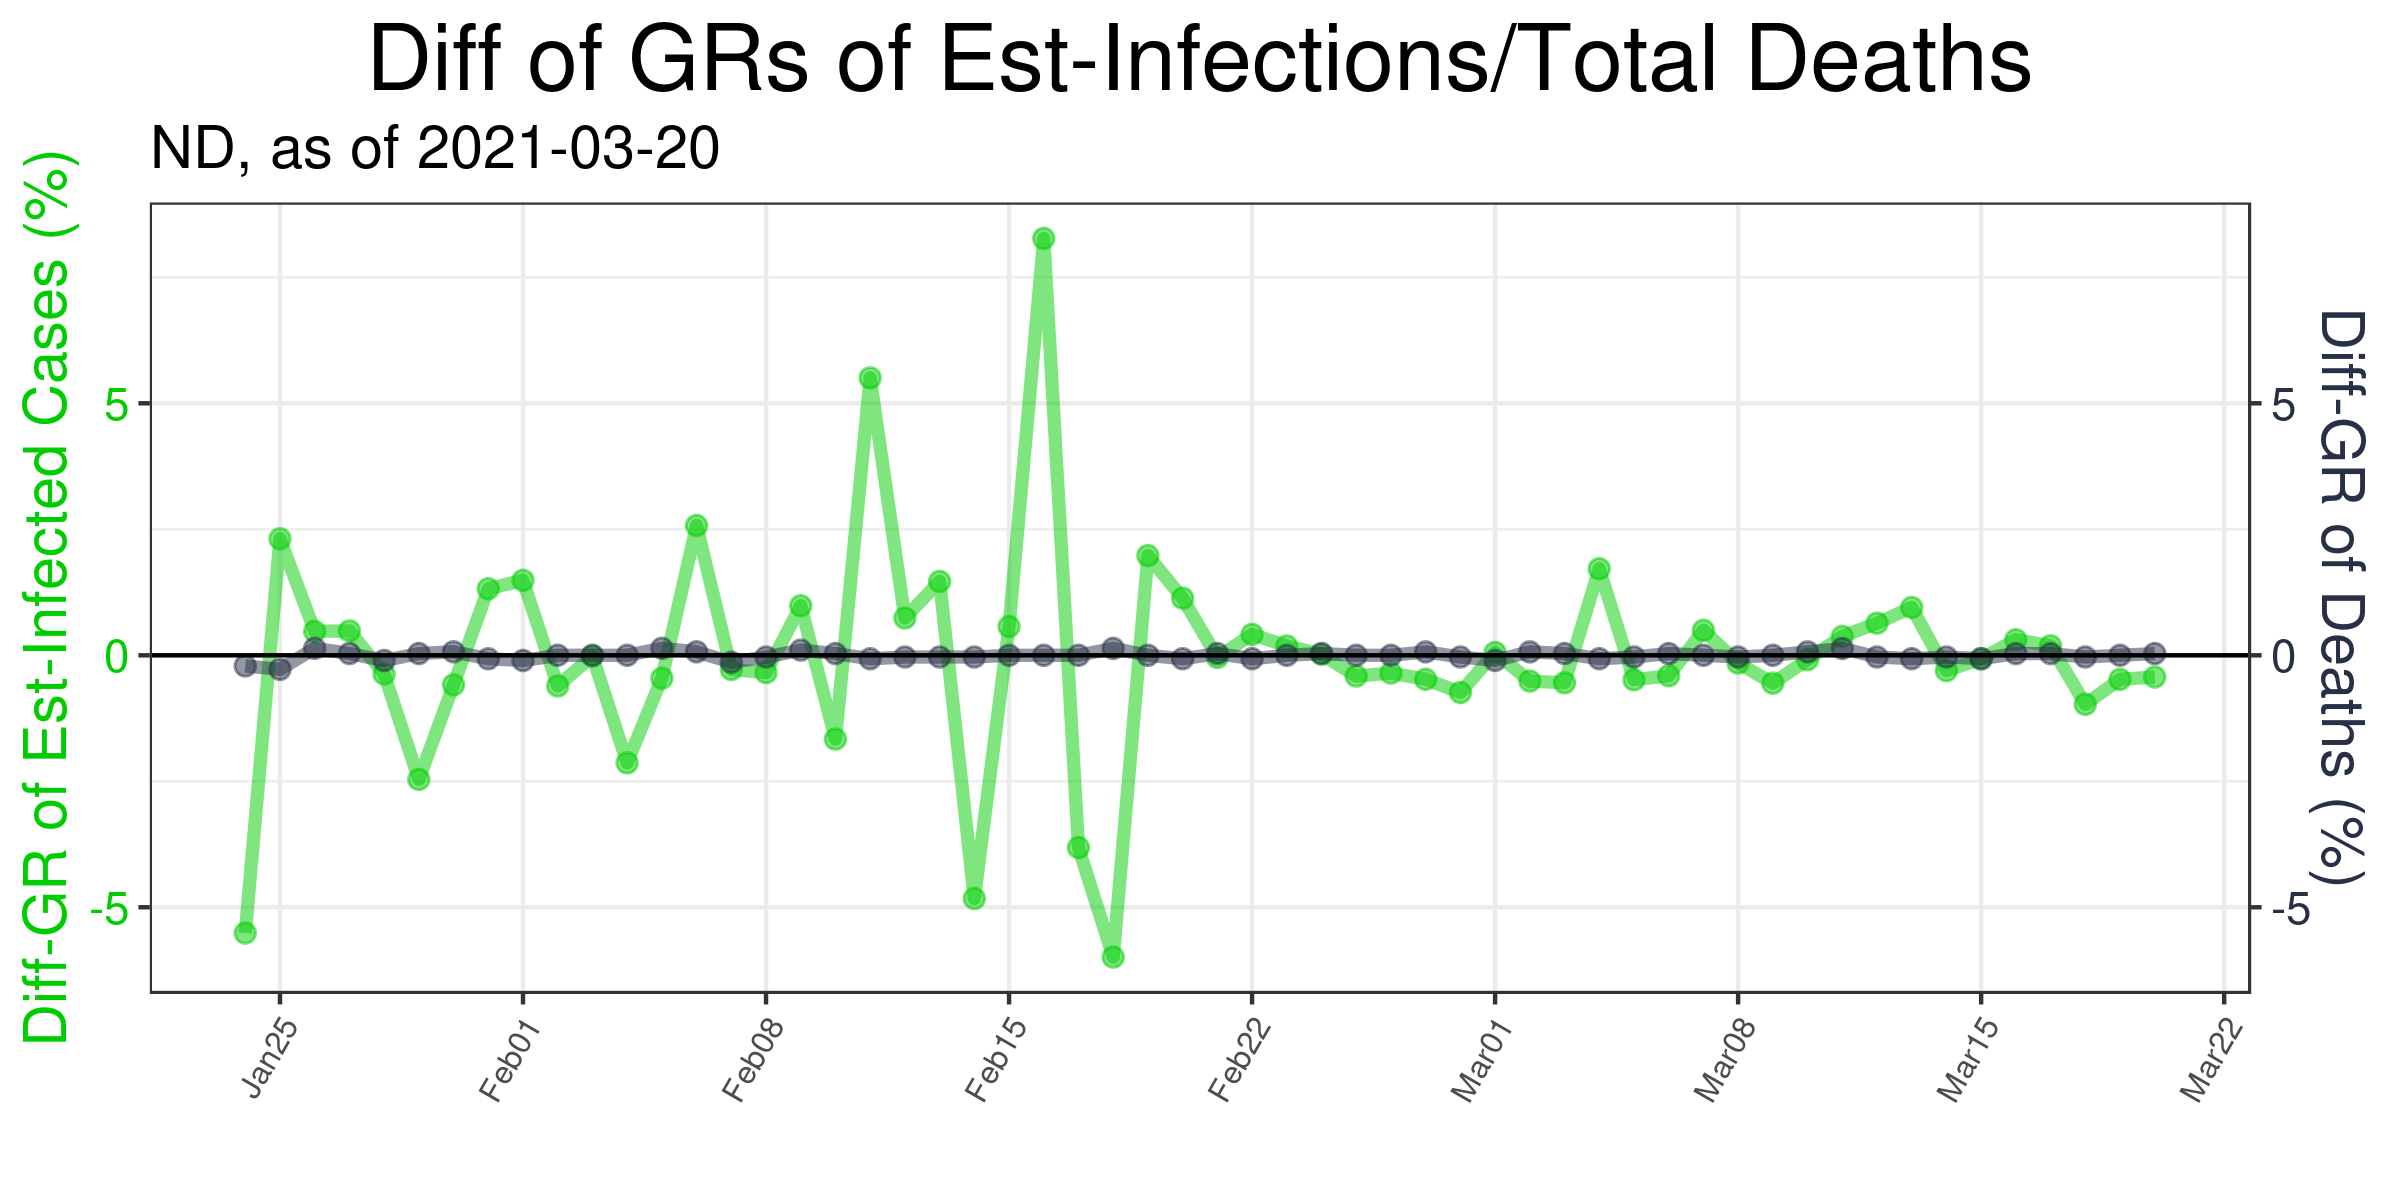 Diff of GRs of Est-Infections/Total Deaths
ND, as of 2021-03-20
Diff-GR of Est-Infected Cases (%)
5
0
-5
5
0
-5
Diff-GR of Deaths (%)
Jan25
Feb01
Feb08
Feb15
Feb22
Mar01
Mar08
Mar15
Mar22